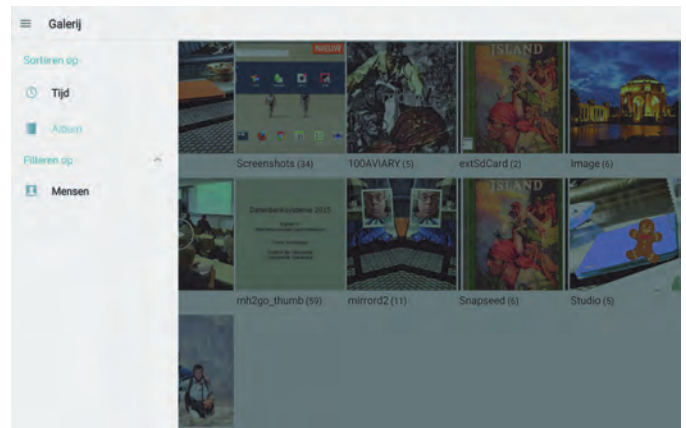 Galerij
Sorteren op
Tijd
Album
Filteren op
Mensen
NIEUW
ISLAND
Screenshots (34)
100AVIARY (5)
extSdCard (2)
Image (6)
Datenbanksysteme 2015
ISLAND
mh2go_thumb (59)
mirrord2 (11)
Snapseed (6)
Studio (5)